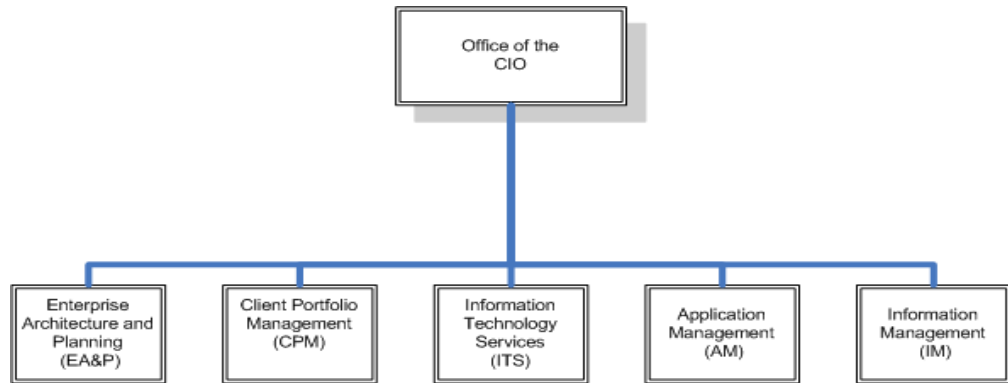 Office of the
CIO
Enterprise
Architecture and
Planning
(EA&P)
Client Portfolio
Management
(CPM)
Information
Technology
Services
(ITS)
Application
Management
(AM)
Information
Management
(IM)